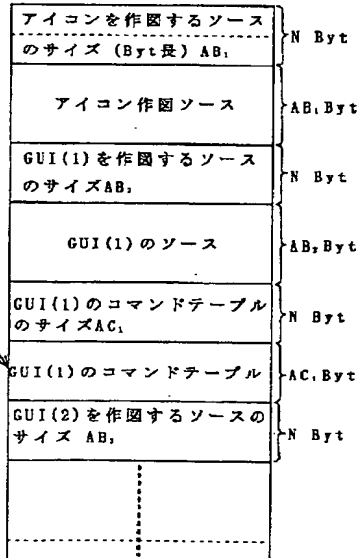 アイコンを作図するソース
のサイズ (Byt長) AB₁
N Byt
アイコン作図ソース
AB₁Byt
GUI(1)を作図するソース
のサイズAB₂
N Byt
GUI(1)のソース
AB₂Byt
GUI(1)のコマンドテーブル
のサイズAC₁
N Byt
GUI(1)のコマンドテーブル
AC₁Byt
GUI(2)を作図するソースの
サイズ AB₃
N Byt